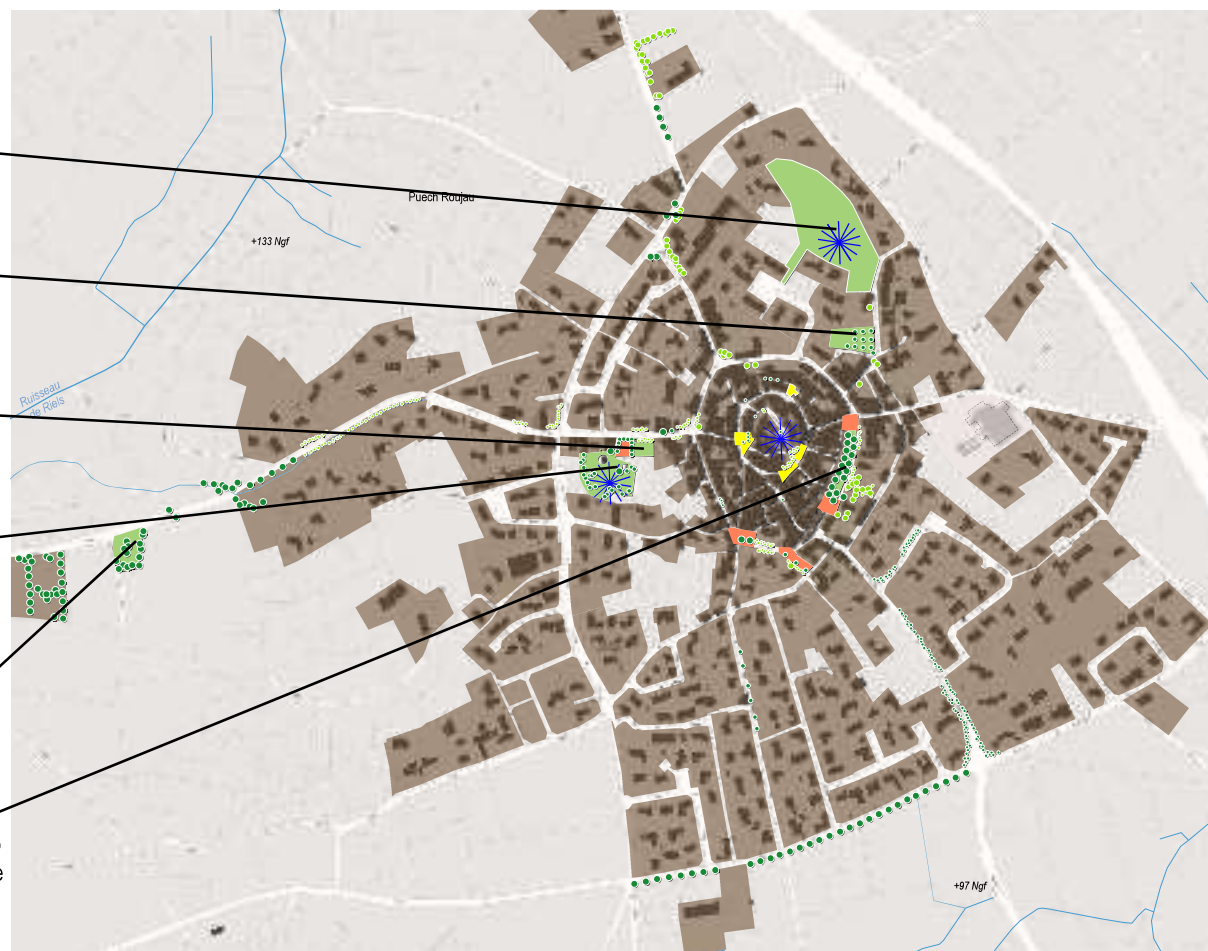 Puech Roujau
+133 Ngf
Ruisseau
de Riels
e
+97 Ngf